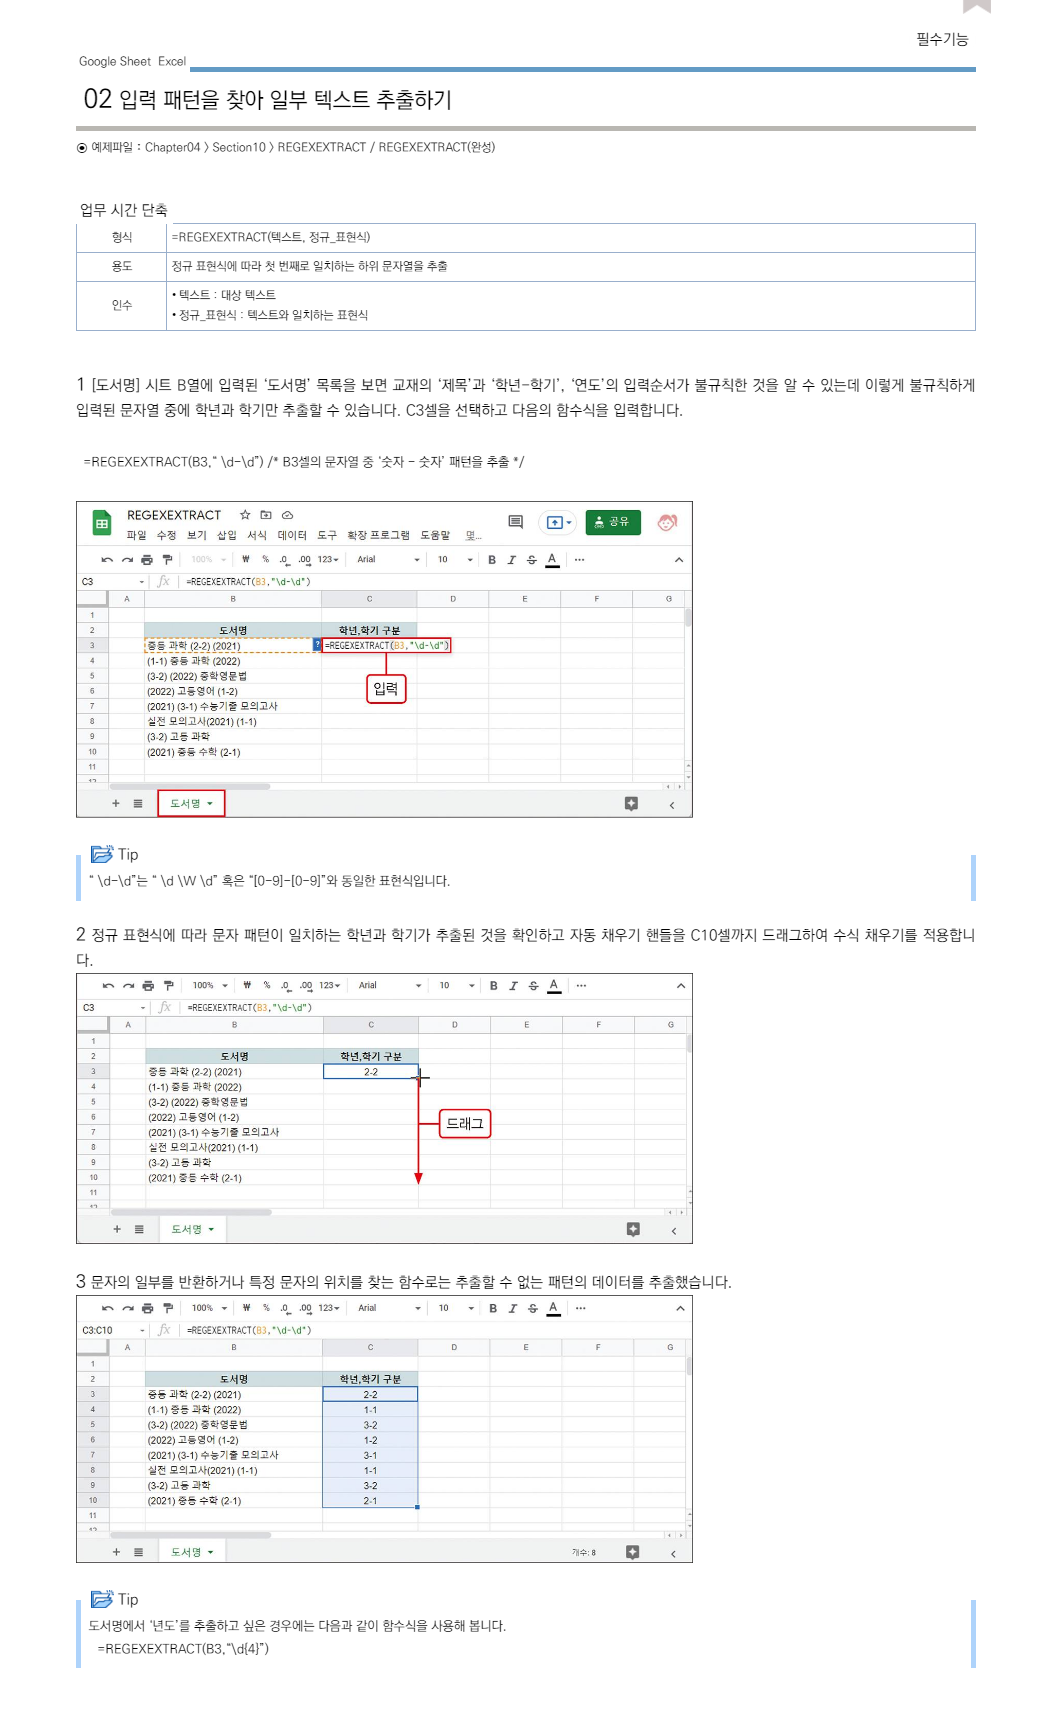 필수기능
Google Sheet Excel
02 입력 패턴을 찾아 일부 텍스트 추출하기
예제파일 : Chapter04 > Section10 > REGEXEXTRACT / REGEXEXTRACT(완성)
업무 시간 단축
형식 =REGEXEXTRACT(텍스트, 정규_표현식)
용도 정규 표현식에 따라 첫 번째로 일치하는 하위 문자열을 추출
인수
• 텍스트 : 대상 텍스트
• 정규_표현식 : 텍스트와 일치하는 표현식
1 [도서명] 시트 B열에 입력된 ‘도서명’ 목록을 보면 교재의 ‘제목’과 ‘학년-학기’, ‘연도’의 입력순서가 불규칙한 것을 알 수 있는데 이렇게 불규칙하게
입력된 문자열 중에 학년과 학기만 추출할 수 있습니다. C3셀을 선택하고 다음의 함수식을 입력합니다.
=REGEXEXTRACT(B3,“ \d-\d”) /* B3셀의 문자열 중 ‘숫자 - 숫자’ 패턴을 추출 */
REGEXEXTRACT
공유
파일 수정 보기 삽입 서식 데이터 도구 확장 프로그램 도움말 몇...
100% ₩ % .0 .00 123 Arial 10 B I S A ...
C3 fx =REGEXEXTRACT(B3,"\d-\d")
A B C D E F G
1
2 도서명 학년,학기 구분
3 중등 과학 (2-2) (2021) ? =REGEXEXTRACT(B3,"\d-\d")
4 (1-1) 중등 과학 (2022)
5 (3-2) (2022) 중학영문법
6 (2022) 고등영어 (1-2)
7 (2021) (3-1) 수능기출 모의고사
8 실전 모의고사(2021) (1-1)
9 (3-2) 고등 과학
10 (2021) 중등 수학 (2-1)
11
12
입력
+ 도서명
Tip
“ \d-\d”는 “ \d \W \d” 혹은 “[0-9]-[0-9]”와 동일한 표현식입니다.
2 정규 표현식에 따라 문자 패턴이 일치하는 학년과 학기가 추출된 것을 확인하고 자동 채우기 핸들을 C10셀까지 드래그하여 수식 채우기를 적용합니
다.
100% ₩ % .0 .00 123 Arial 10 B I S A ...
C3 fx =REGEXEXTRACT(B3,"\d-\d")
A B C D E F G
1
2 도서명 학년,학기 구분
3 중등 과학 (2-2) (2021) 2-2
4 (1-1) 중등 과학 (2022)
5 (3-2) (2022) 중학영문법
6 (2022) 고등영어 (1-2)
7 (2021) (3-1) 수능기출 모의고사
8 실전 모의고사(2021) (1-1)
9 (3-2) 고등 과학
10 (2021) 중등 수학 (2-1)
11
12
드래그
+ 도서명
3 문자의 일부를 반환하거나 특정 문자의 위치를 찾는 함수로는 추출할 수 없는 패턴의 데이터를 추출했습니다.
100% ₩ % .0 .00 123 Arial 10 B I S A ...
C3:C10 fx =REGEXEXTRACT(B3,"\d-\d")
A B C D E F G
1
2 도서명 학년,학기 구분
3 중등 과학 (2-2) (2021) 2-2
4 (1-1) 중등 과학 (2022) 1-1
5 (3-2) (2022) 중학영문법 3-2
6 (2022) 고등영어 (1-2) 1-2
7 (2021) (3-1) 수능기출 모의고사 3-1
8 실전 모의고사(2021) (1-1) 1-1
9 (3-2) 고등 과학 3-2
10 (2021) 중등 수학 (2-1) 2-1
11
12
+ 도서명 개수: 8
Tip
도서명에서 ‘년도’를 추출하고 싶은 경우에는 다음과 같이 함수식을 사용해 봅니다.
=REGEXEXTRACT(B3,“\d{4}”)